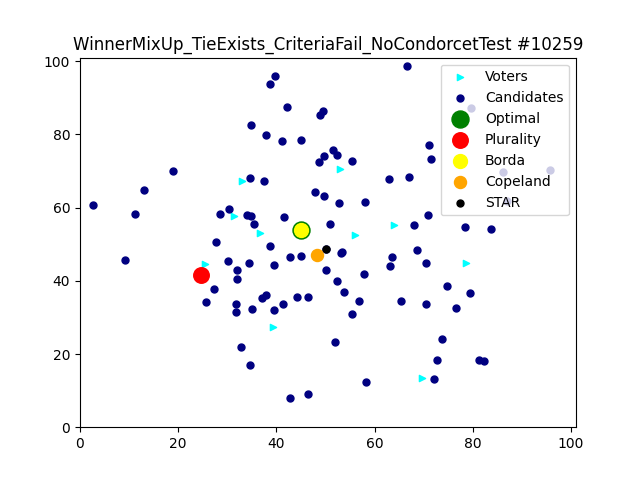 WinnerMixUp_TieExists_CriteriaFail_NoCondorcetTest #10259
100
80
60
40
20
0
0 20 40 60 80 100
Voters
Candidates
Optimal
Plurality
Borda
Copeland
STAR